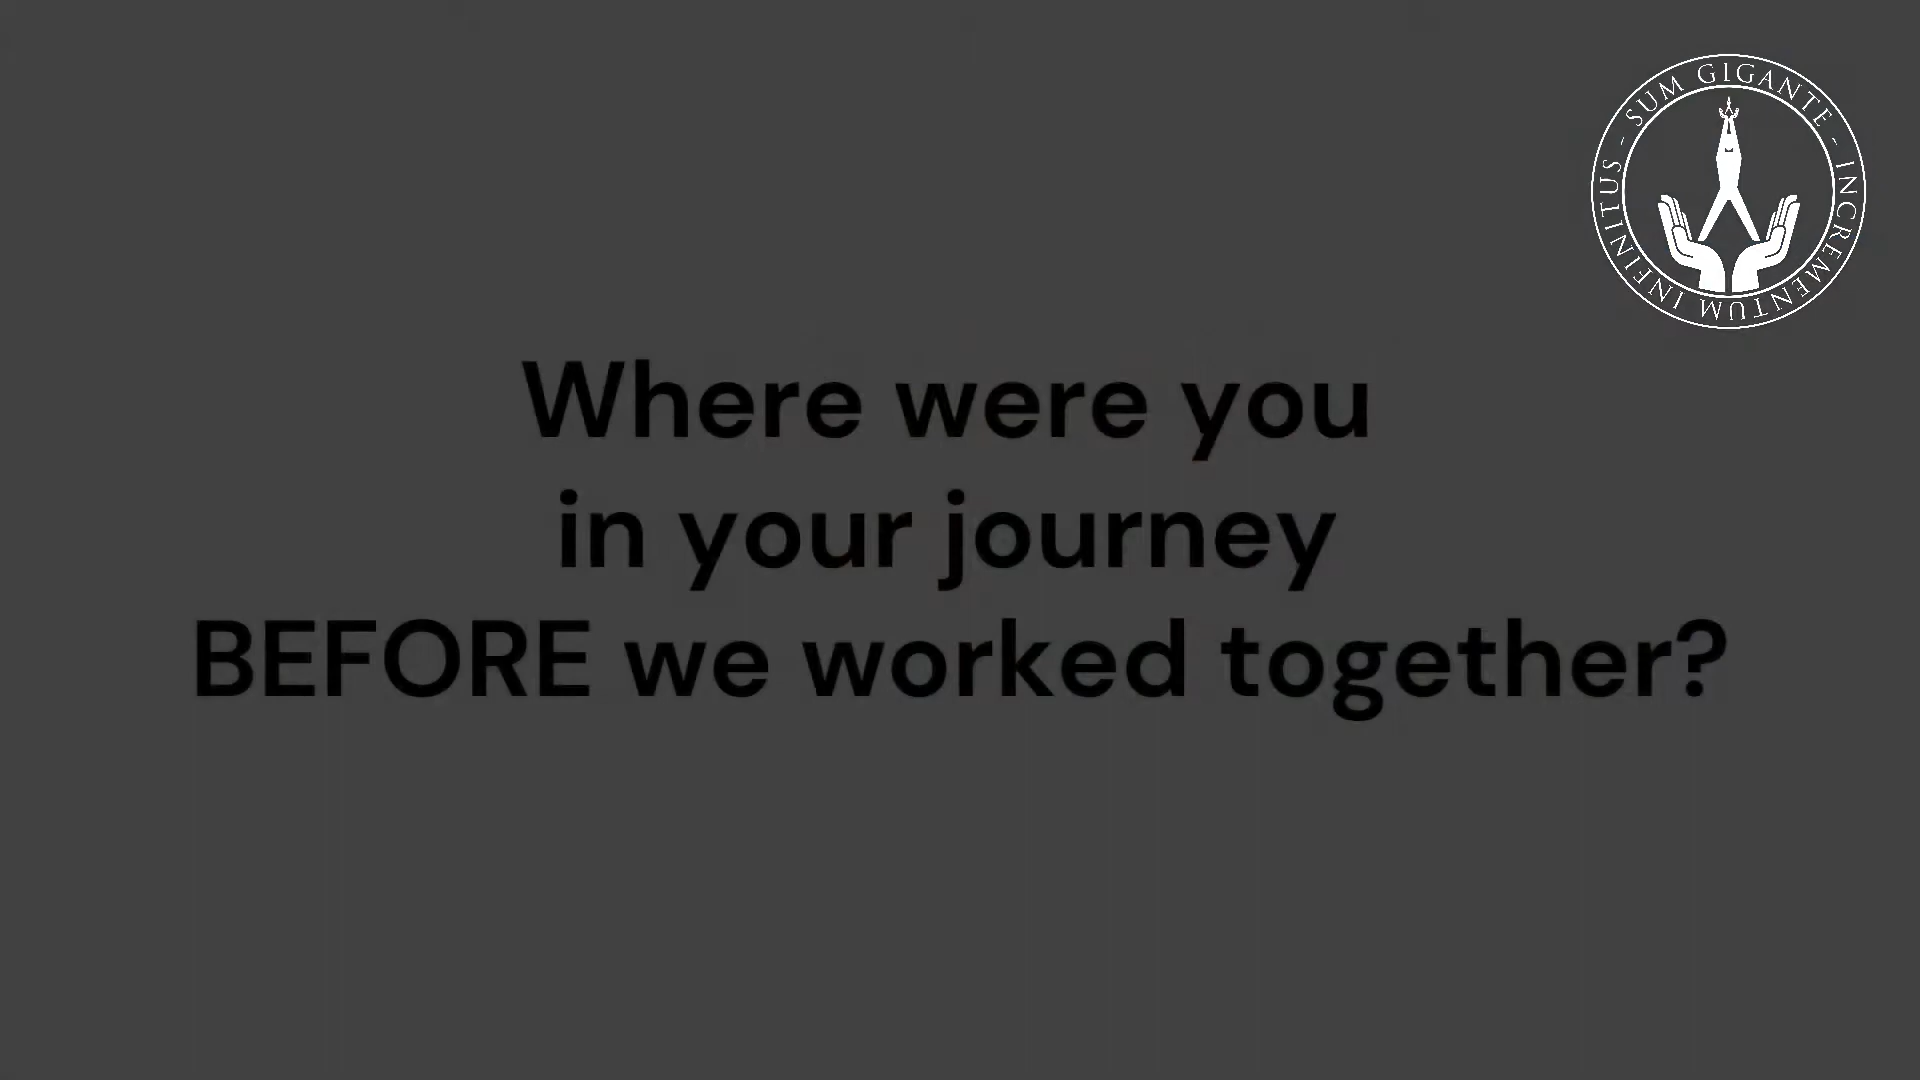 SUM GIGANTE - INCREMENTUM INFINITUS -
Where were you
in your journey
BEFORE we worked together?